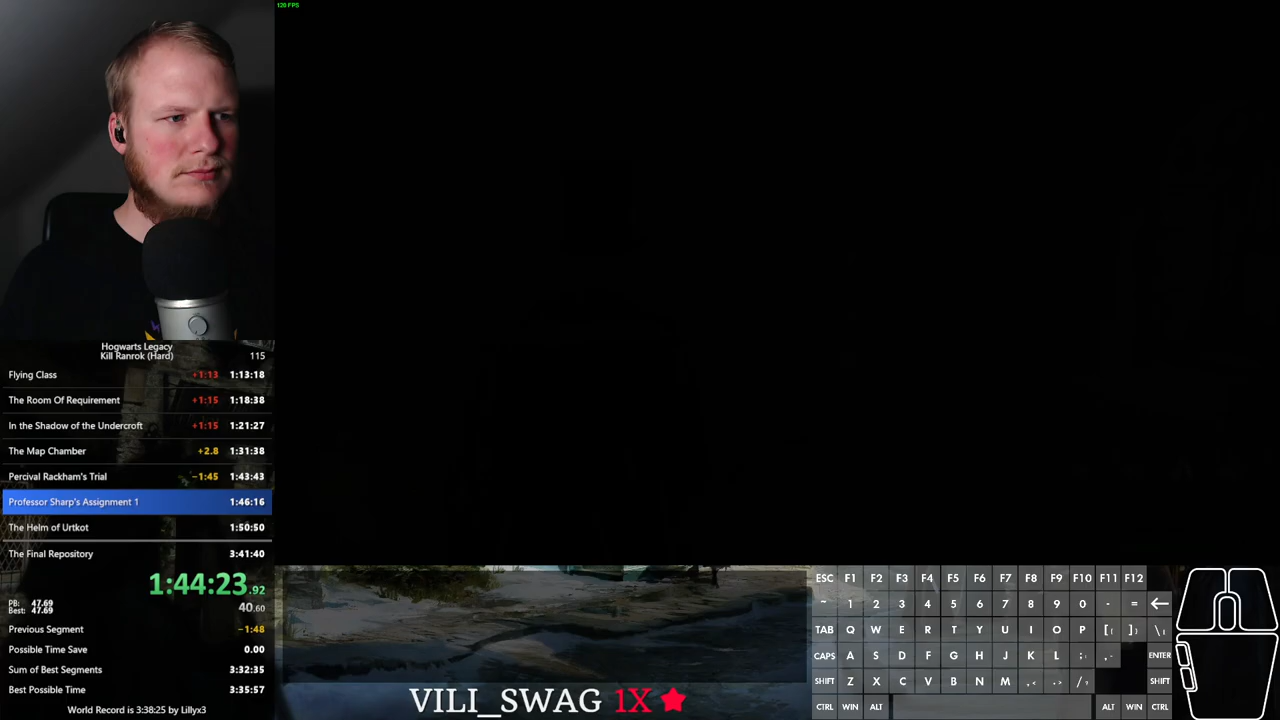 120 FPS
Hogwarts Legacy
Kill Ranrok (Hard) 115
Flying Class +1:13 1:13:18
The Room Of Requirement +1:15 1:18:38
In the Shadow of the Undercroft +1:15 1:21:27
The Map Chamber +2.8 1:31:38
Percival Rackham's Trial −1:45 1:43:43
Professor Sharp's Assignment 1 1:46:16
The Helm of Urtkot 1:50:50
The Final Repository 3:41:40
1:44:23.92
PB: 47.69 40.60
Best: 47.69
Previous Segment −1:48
Possible Time Save 0.00
Sum of Best Segments 3:32:35
Best Possible Time 3:35:57
World Record is 3:38:25 by Lillyx3
VILI_SWAG 1X
ESC F1 F2 F3 F4 F5 F6 F7 F8 F9 F10 F11 F12
~ 1 2 3 4 5 6 7 8 9 0 - =
TAB Q W E R T Y U I O P [{ ]} \¦
CAPS A S D F G H J K L ;: ,- ENTER
SHIFT Z X C V B N M ,< .> /? SHIFT
CTRL WIN ALT ALT WIN CTRL